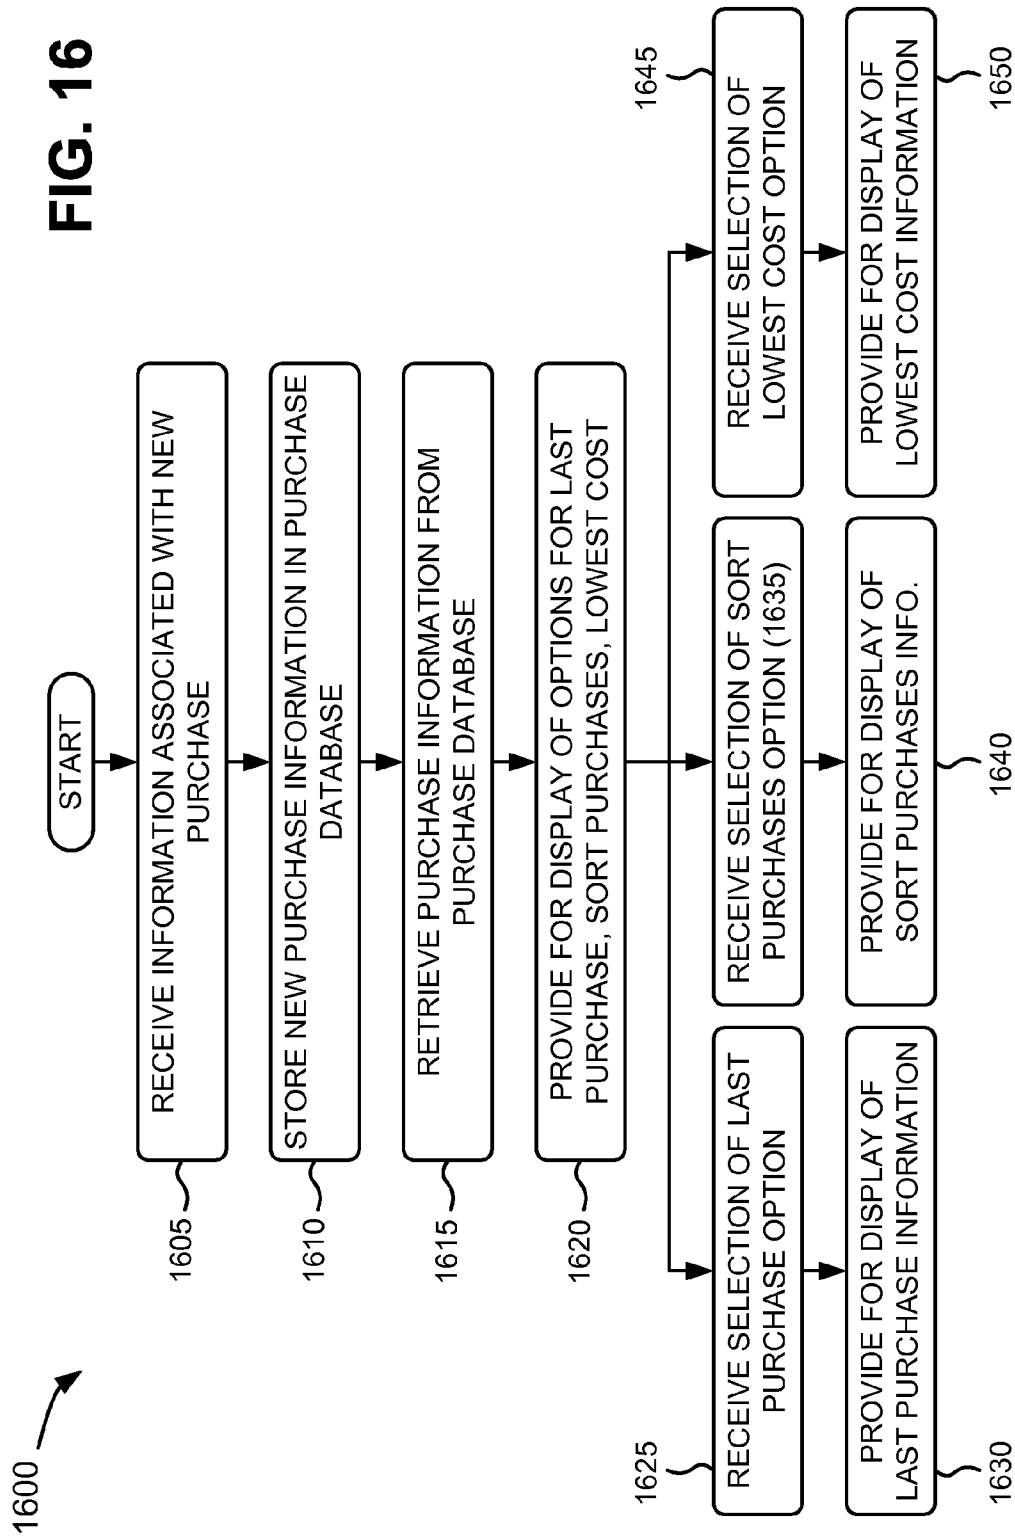 FIG. 16
1600
START
RECEIVE INFORMATION ASSOCIATED WITH NEW
PURCHASE
1605
STORE NEW PURCHASE INFORMATION IN PURCHASE
DATABASE
1610
RETRIEVE PURCHASE INFORMATION FROM
PURCHASE DATABASE
1615
PROVIDE FOR DISPLAY OF OPTIONS FOR LAST
PURCHASE, SORT PURCHASES, LOWEST COST
1620
RECEIVE SELECTION OF LAST
PURCHASE OPTION
1625
PROVIDE FOR DISPLAY OF
LAST PURCHASE INFORMATION
1630
RECEIVE SELECTION OF SORT
PURCHASES OPTION (1635)
PROVIDE FOR DISPLAY OF
SORT PURCHASES INFO.
1640
RECEIVE SELECTION OF
LOWEST COST OPTION
1645
PROVIDE FOR DISPLAY OF
LOWEST COST INFORMATION
1650